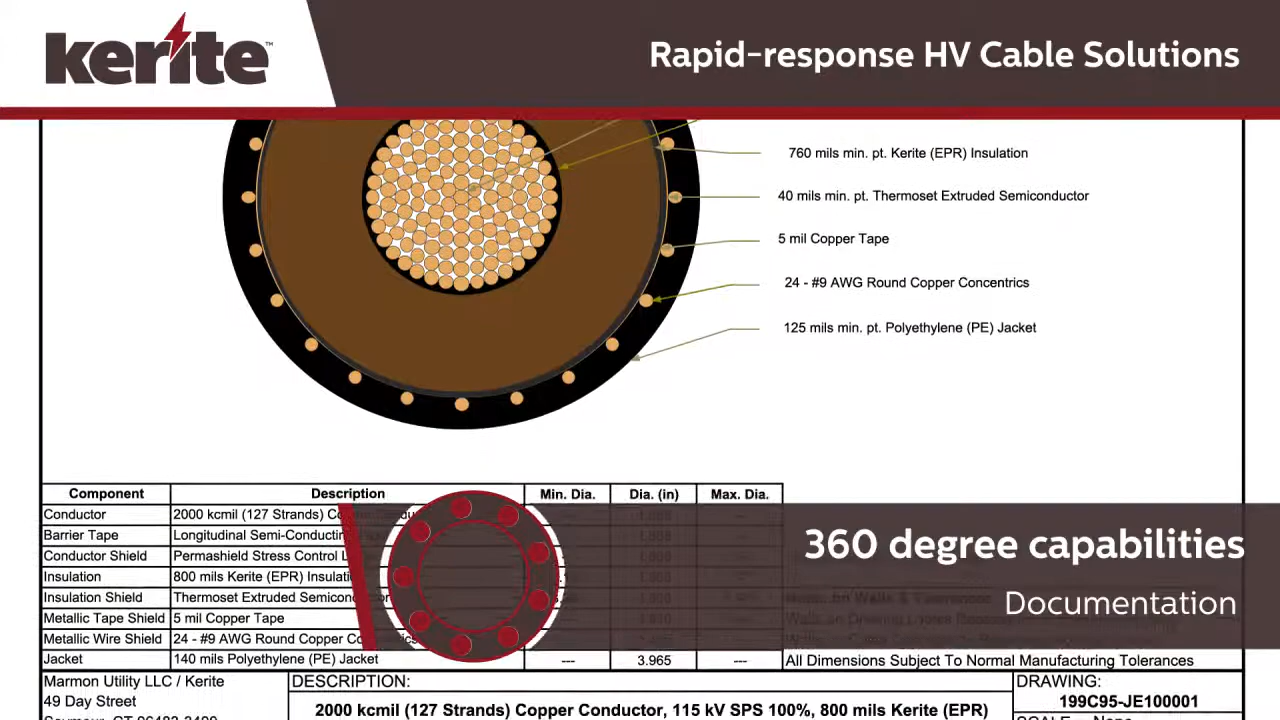 kerite™
Rapid-response HV Cable Solutions
760 mils min. pt. Kerite (EPR) Insulation
40 mils min. pt. Thermoset Extruded Semiconductor
5 mil Copper Tape
24 - #9 AWG Round Copper Concentrics
125 mils min. pt. Polyethylene (PE) Jacket
Component Description Min. Dia. Dia. (in) Max. Dia.
Conductor 2000 kcmil (127 Strands)
Barrier Tape Longitudinal
Conductor Shield Permashield Stress Control
Insulation 800 mils Kerite (EPR)
Insulation Shield Thermoset Extruded
Metallic Tape Shield 5 mil Copper Tape
Metallic Wire Shield 24 - #9 AWG Round Copper
Jacket 140 mils Polyethylene (PE) Jacket --- 3.965 --- All Dimensions Subject To Normal Manufacturing Tolerances
360 degree capabilities
Documentation
Marmon Utility LLC / Kerite DESCRIPTION: DRAWING:
49 Day Street 199C95-JE100001
2000 kcmil (127 Strands) Copper Conductor, 115 kV SPS 100%, 800 mils Kerite (EPR)